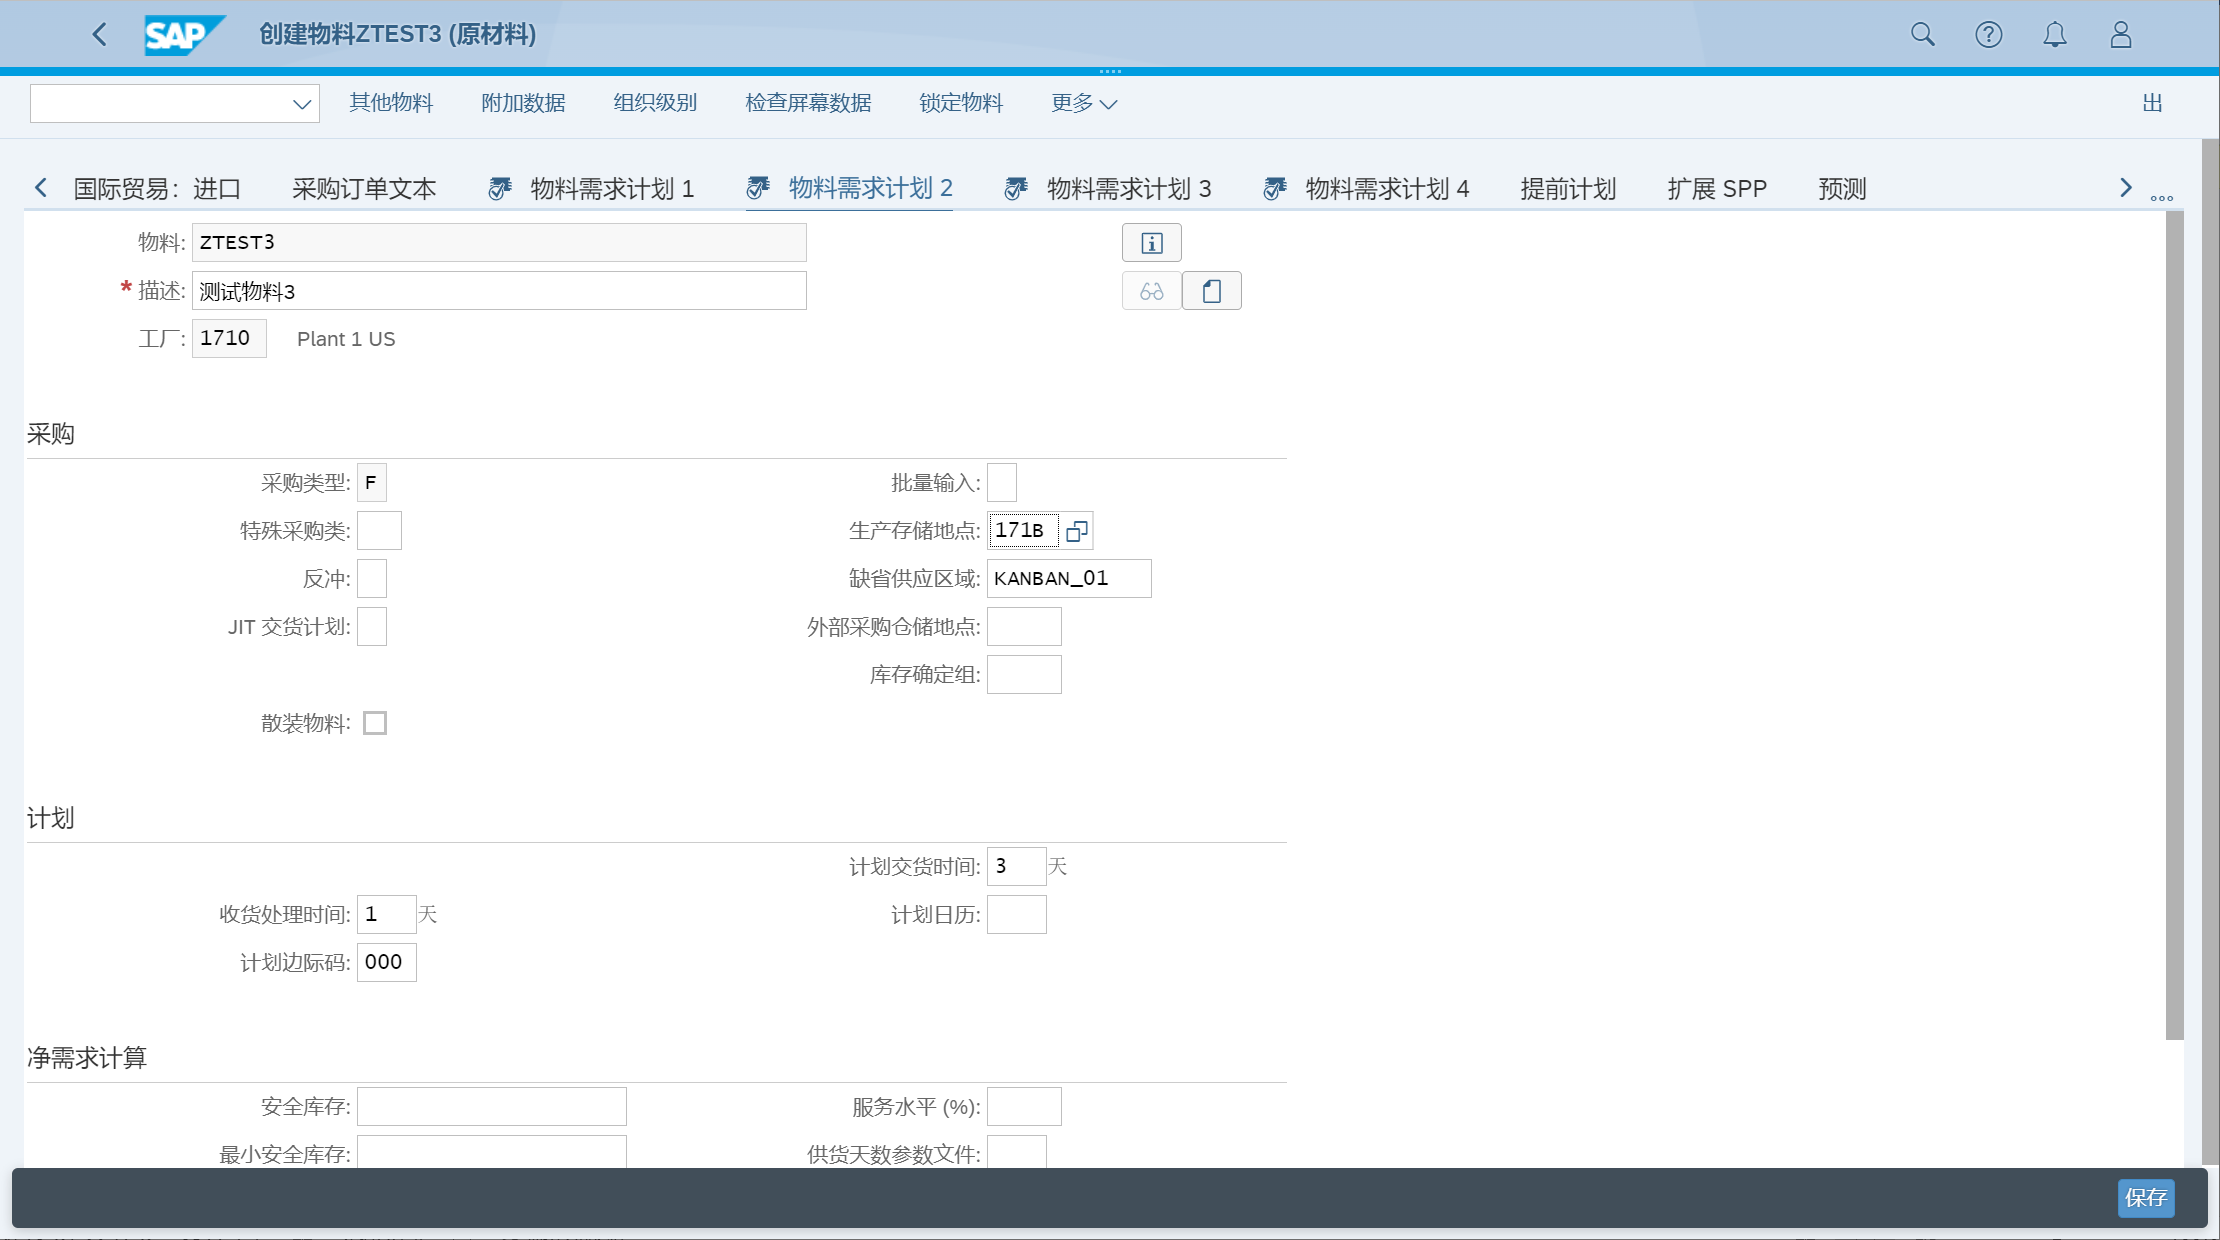 SAP 创建物料ZTEST3 (原材料)
其他物料 附加数据 组织级别 检查屏幕数据 锁定物料 更多 出
国际贸易：进口 采购订单文本 物料需求计划 1 物料需求计划 2 物料需求计划 3 物料需求计划 4 提前计划 扩展 SPP 预测
物料: ZTEST3
* 描述: 测试物料3
工厂: 1710 Plant 1 US
采购
采购类型: F 批量输入:
特殊采购类: 生产存储地点: 171B
反冲: 缺省供应区域: KANBAN_01
JIT 交货计划: 外部采购仓储地点:
库存确定组:
散装物料:
计划
计划交货时间: 3 天
收货处理时间: 1 天 计划日历:
计划边际码: 000
净需求计算
安全库存: 服务水平 (%):
最小安全库存: 供货天数参数文件:
保存